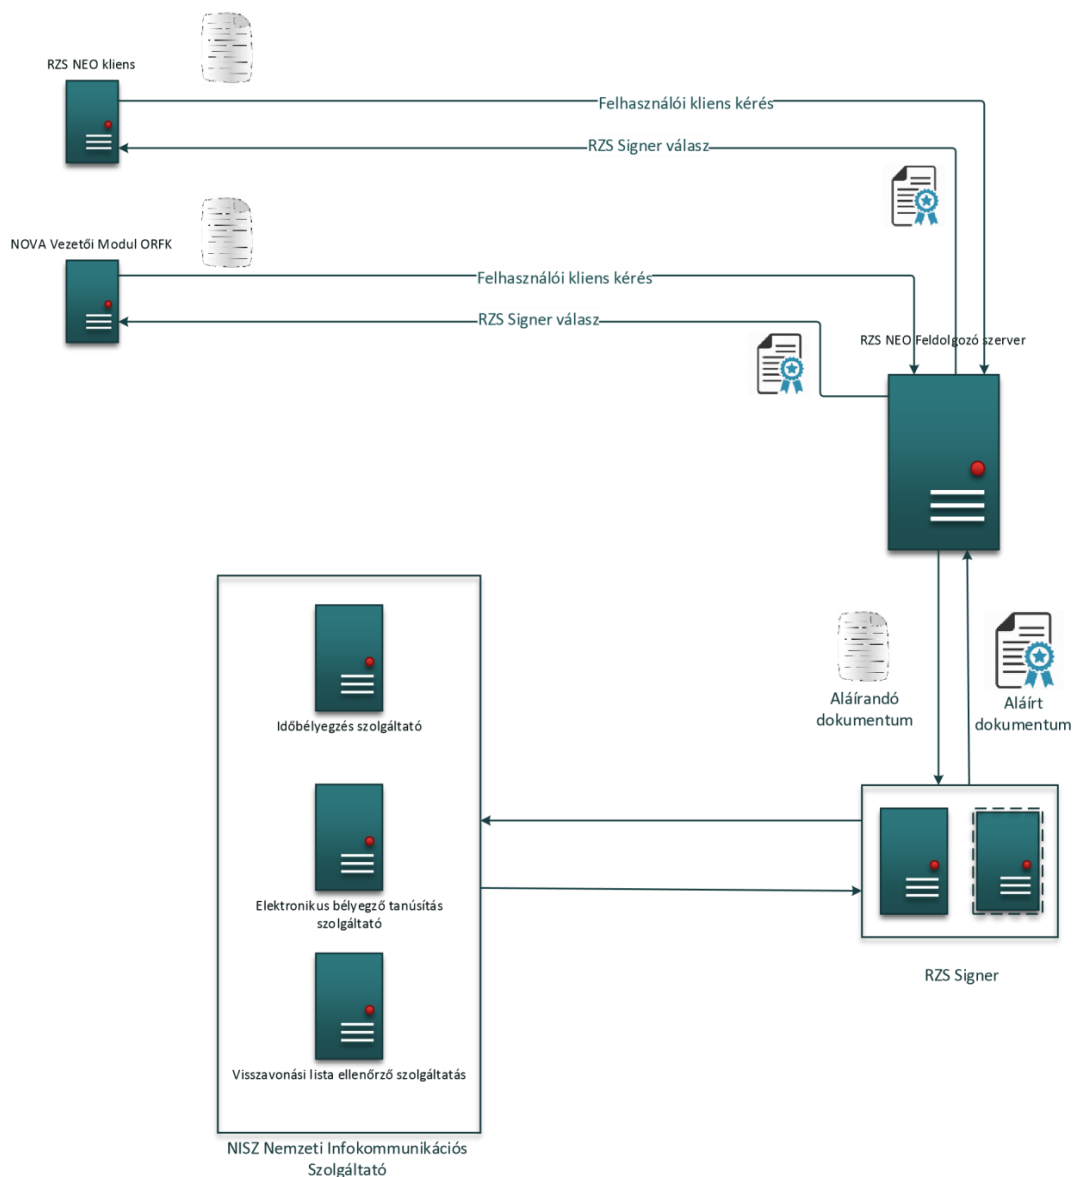 RZS NEO kliens
Felhasználói kliens kérés
RZS Signer válasz
NOVA Vezetői Modul ORFK
Felhasználói kliens kérés
RZS Signer válasz
RZS NEO Feldolgozó szerver
Aláírandó
dokumentum
Aláírt
dokumentum
Időbélyegzés szolgáltató
Elektronikus bélyegző tanúsítás
szolgáltató
RZS Signer
Visszavonási lista ellenőrző szolgáltatás
NISZ Nemzeti Infokommunikációs
Szolgáltató